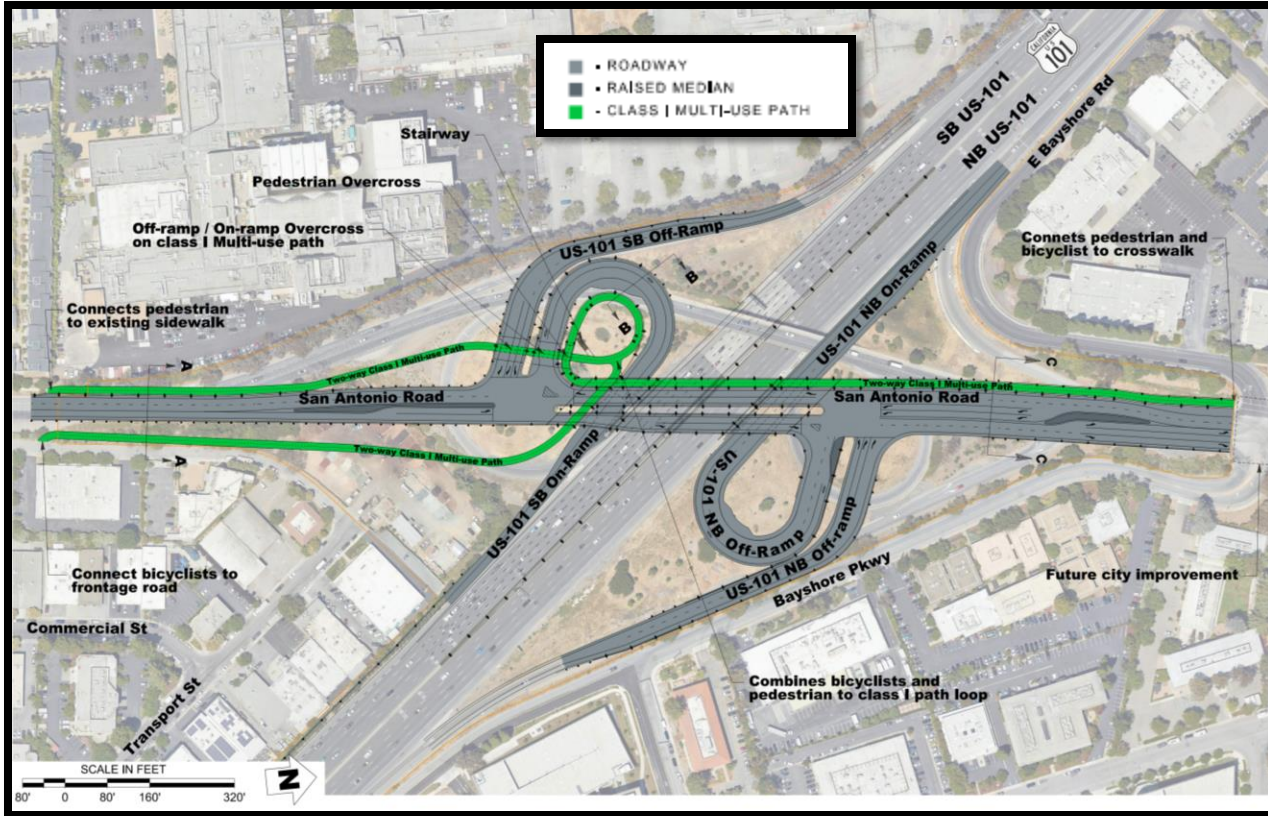 - ROADWAY
- RAISED MEDIAN
- CLASS I MULTI-USE PATH
CALIFORNIA
U S
101
SB US-101
NB US-101
E Bayshore Rd
Stairway
Pedestrian Overcross
Off-ramp / On-ramp Overcross
on class I Multi-use path
US-101 SB Off-Ramp
B
B
US-101 NB On-Ramp
Connets pedestrian and
bicyclist to crosswalk
Connects pedestrian
to existing sidewalk
A
Two-way Class I Multi-use Path
C
Two-way Class I Multi-use Path
San Antonio Road
San Antonio Road
Two-way Class I Multi-use Path
A
C
US-101 SB On-Ramp
US-101 NB Off-Ramp
US-101 NB Off-ramp
Bayshore Pkwy
Connect bicyclists to
frontage road
Future city improvement
Commercial St
Transport St
Combines bicyclists and
pedestrian to class I path loop
SCALE IN FEET
80' 0 80' 160' 320'
N